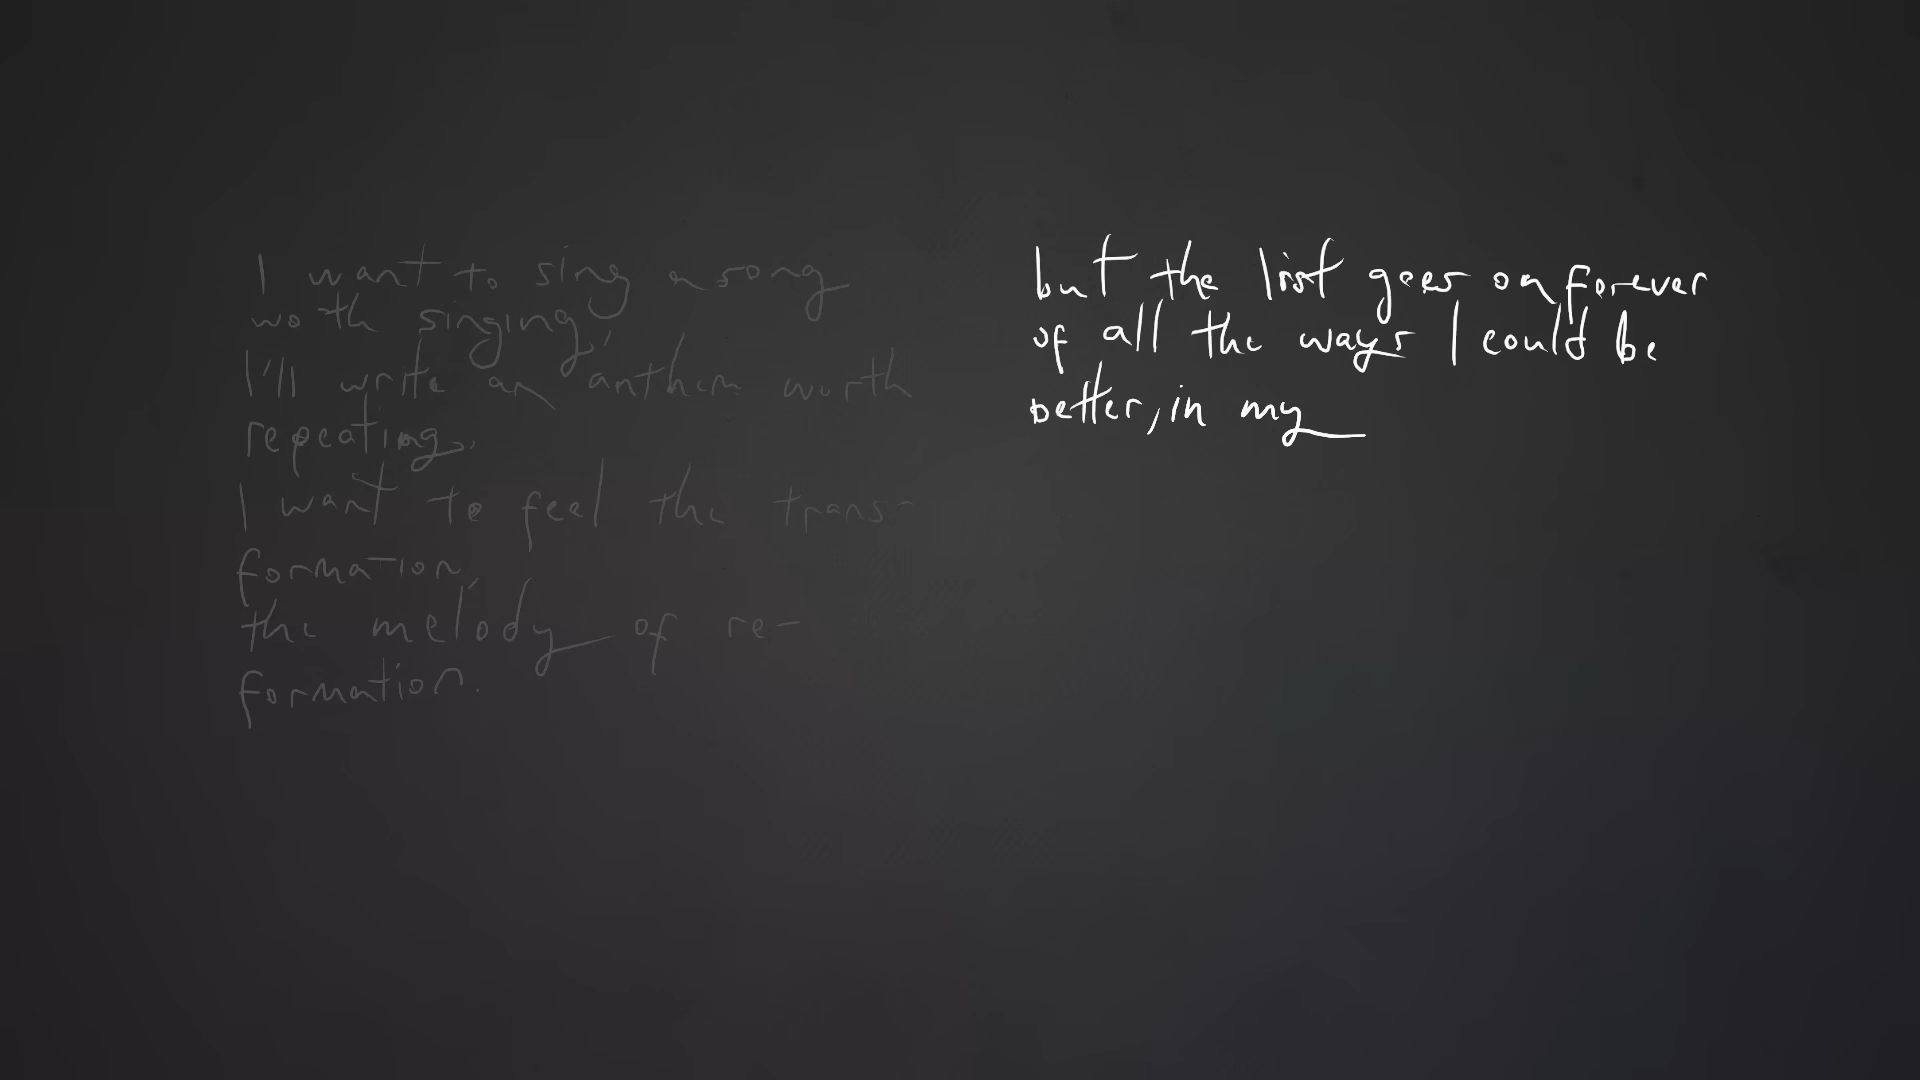 I want to sing a song
woth singing,
I'll write an anthem worth
repeating,
I want to feel the trans-
formation,
the melody of re-
formation.
but the list goes on forever
of all the ways I could be
better, in my